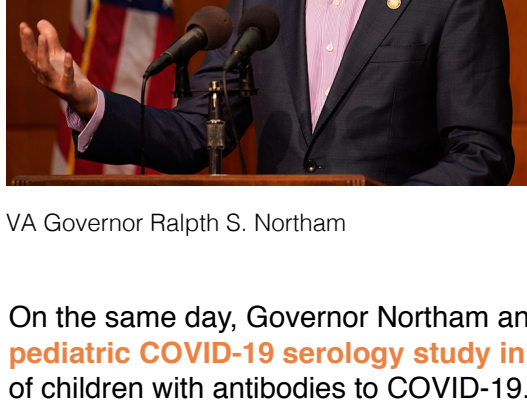 VA Governor Ralpth S. Northam
On the same day, Governor Northam an
pediatric COVID-19 serology study in
of children with antibodies to COVID-19.